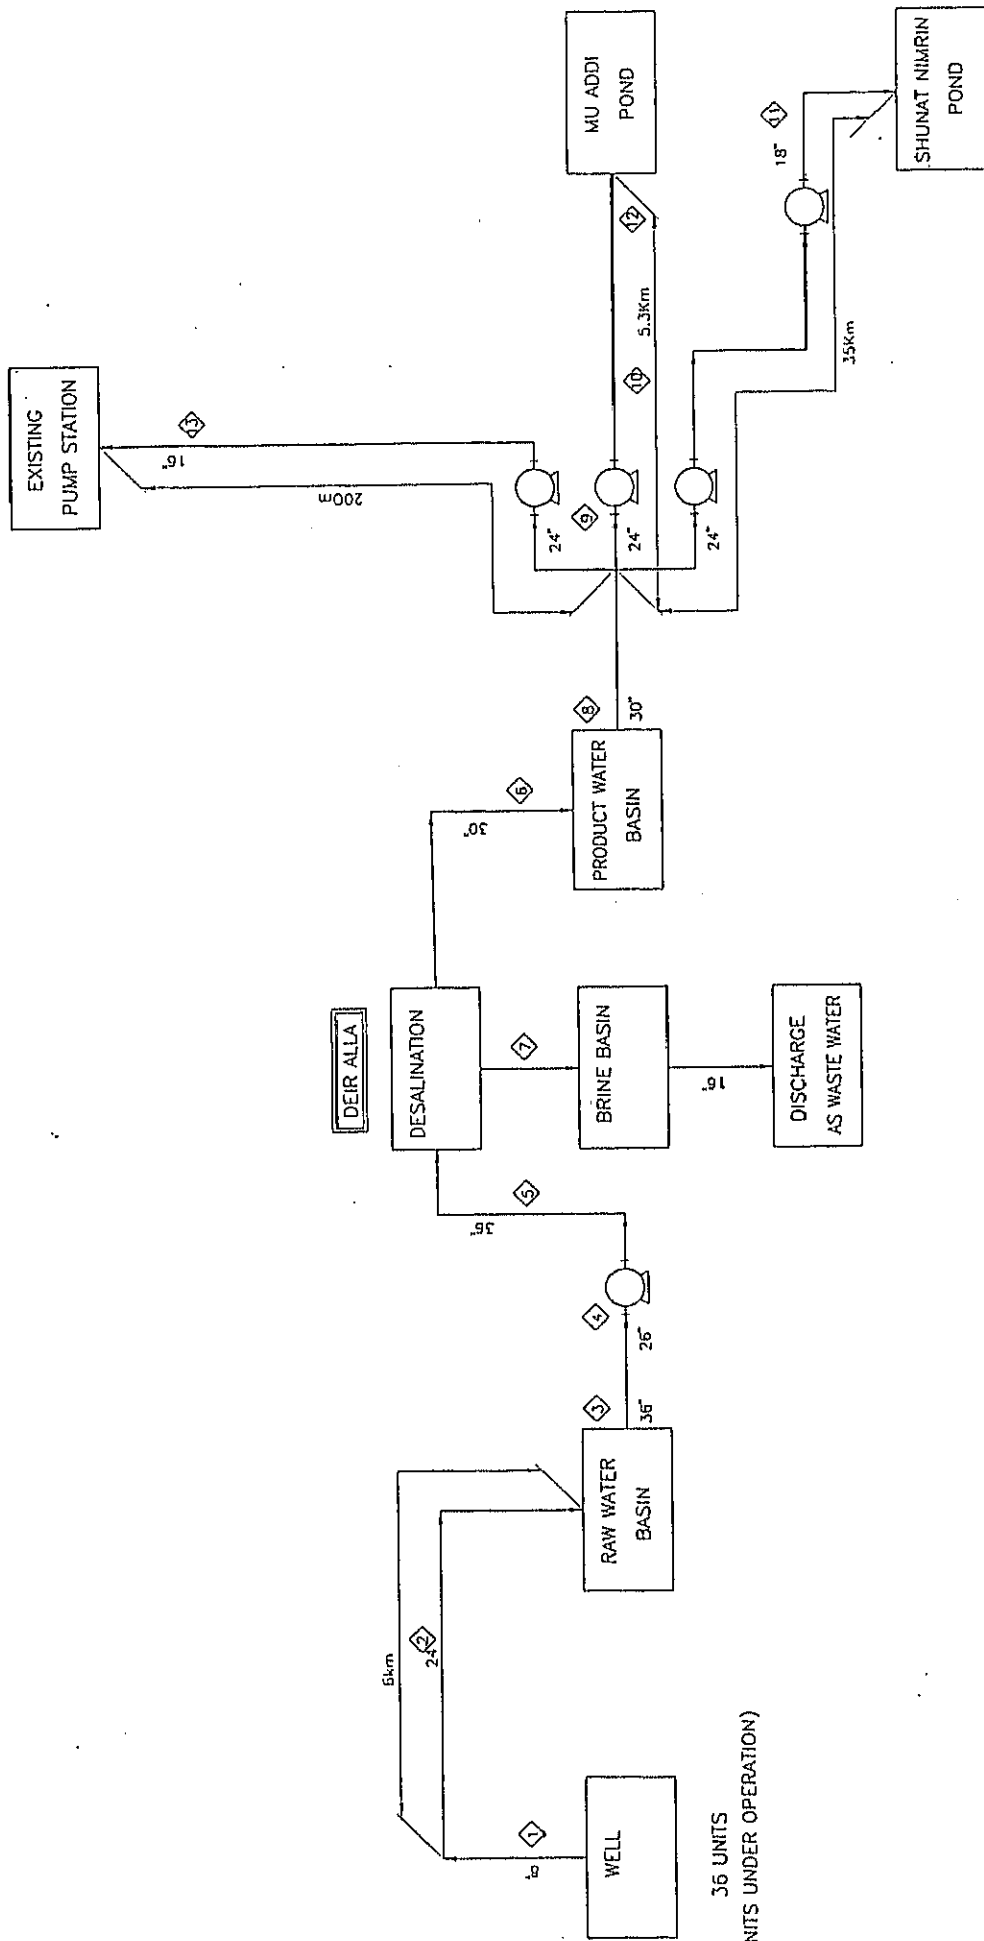 DEIR ALLA
EXISTING
PUMP STATION
16"
13
200m
MU ADDI
POND
12
5.3Km
10
11
18"
SHUNAT NIMRIN
POND
35Km
24"
9
24"
24"
8
30"
PRODUCT WATER
BASIN
6
30"
DESALINATION
7
BRINE BASIN
16"
DISCHARGE
AS WASTE WATER
5
36"
4
26"
3
36"
RAW WATER
BASIN
6km
2
24"
1
8"
WELL
36 UNITS
UNDER OPERATION)